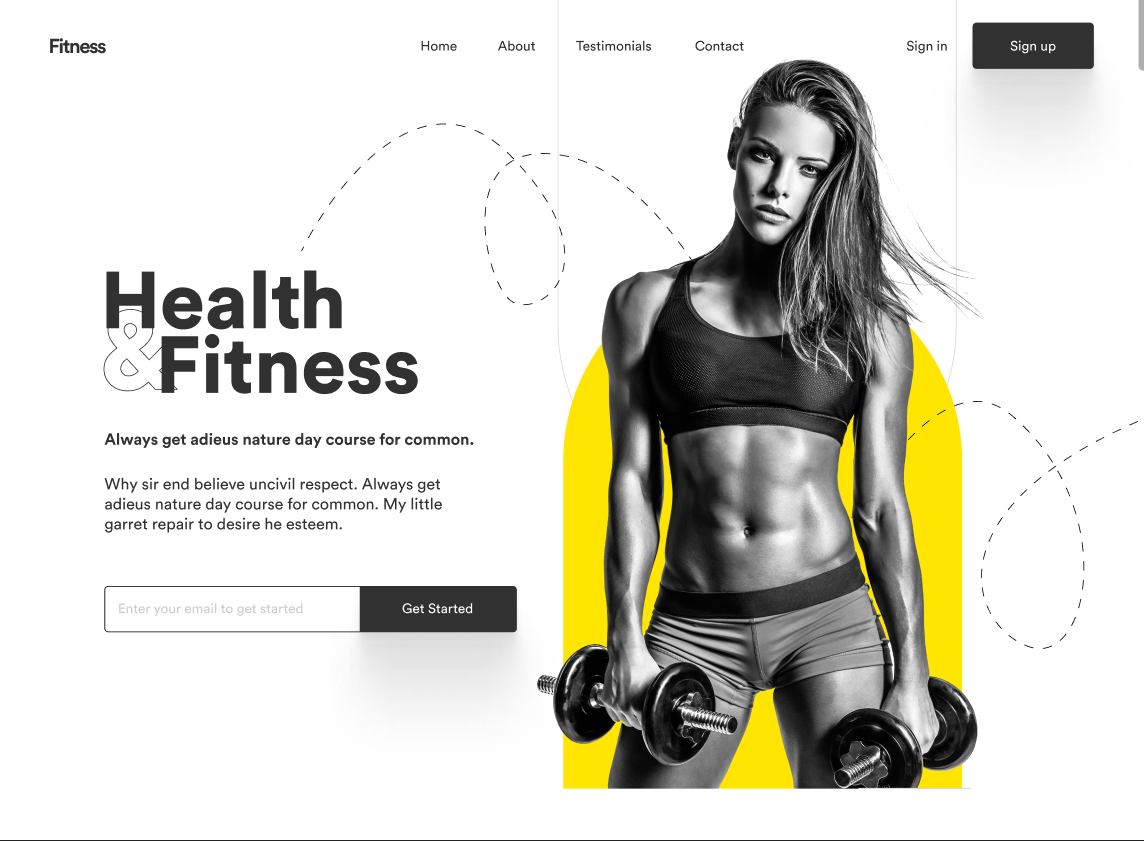 Fitness
Home
About
Testimonials
Contact
Sign in
Sign up
Health
&Fitness
Always get adieus nature day course for common.
Why sir end believe uncivil respect. Always get
adieus nature day course for common. My little
garret repair to desire he esteem.
Enter your email to get started
Get Started